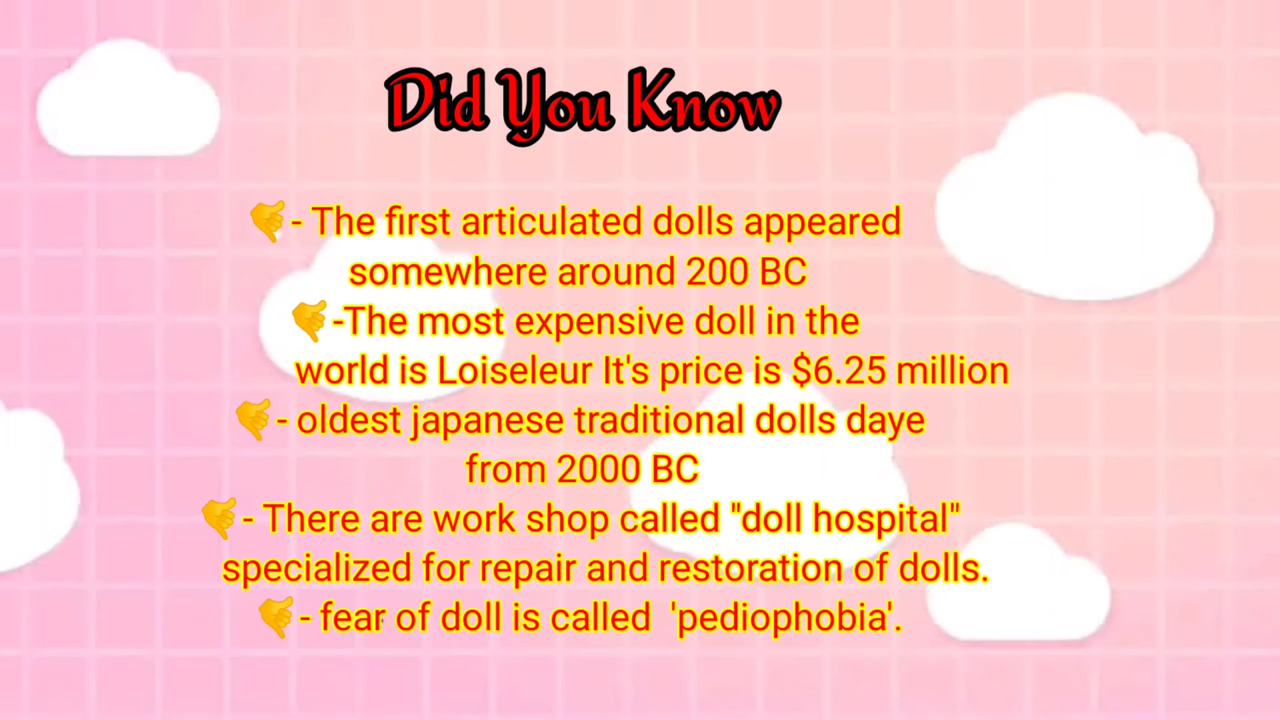 Did You Know
🤙- The first articulated dolls appeared
somewhere around 200 BC
🤙-The most expensive doll in the
world is Loiseleur It's price is $6.25 million
🤙- oldest japanese traditional dolls daye
from 2000 BC
🤙- There are work shop called "doll hospital"
specialized for repair and restoration of dolls.
🤙- fear of doll is called 'pediophobia'.